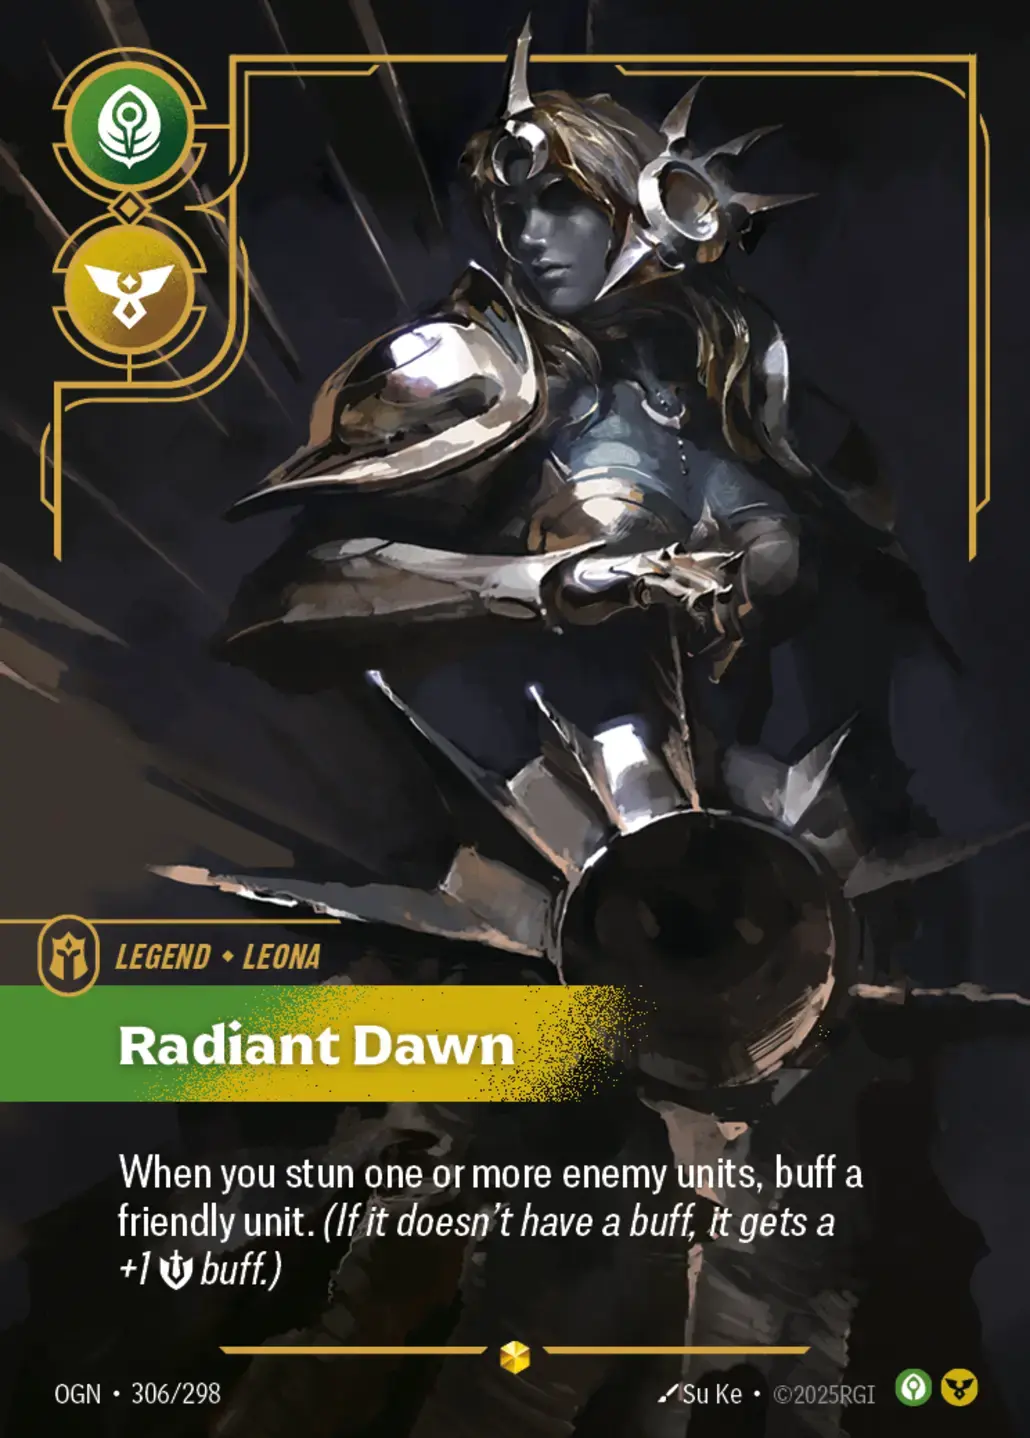 LEGEND • LEONA
Radiant Dawn
When you stun one or more enemy units, buff a
friendly unit. (If it doesn't have a buff, it gets a
+1 buff.)
OGN • 306/298
Su Ke • ©2025RGI